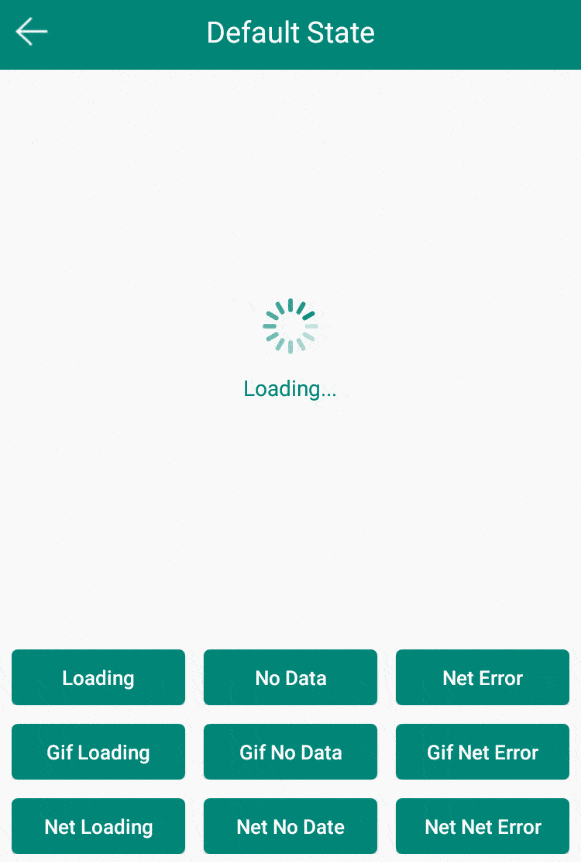 Default State
Loading...
Loading No Data Net Error
Gif Loading Gif No Data Gif Net Error
Net Loading Net No Date Net Net Error